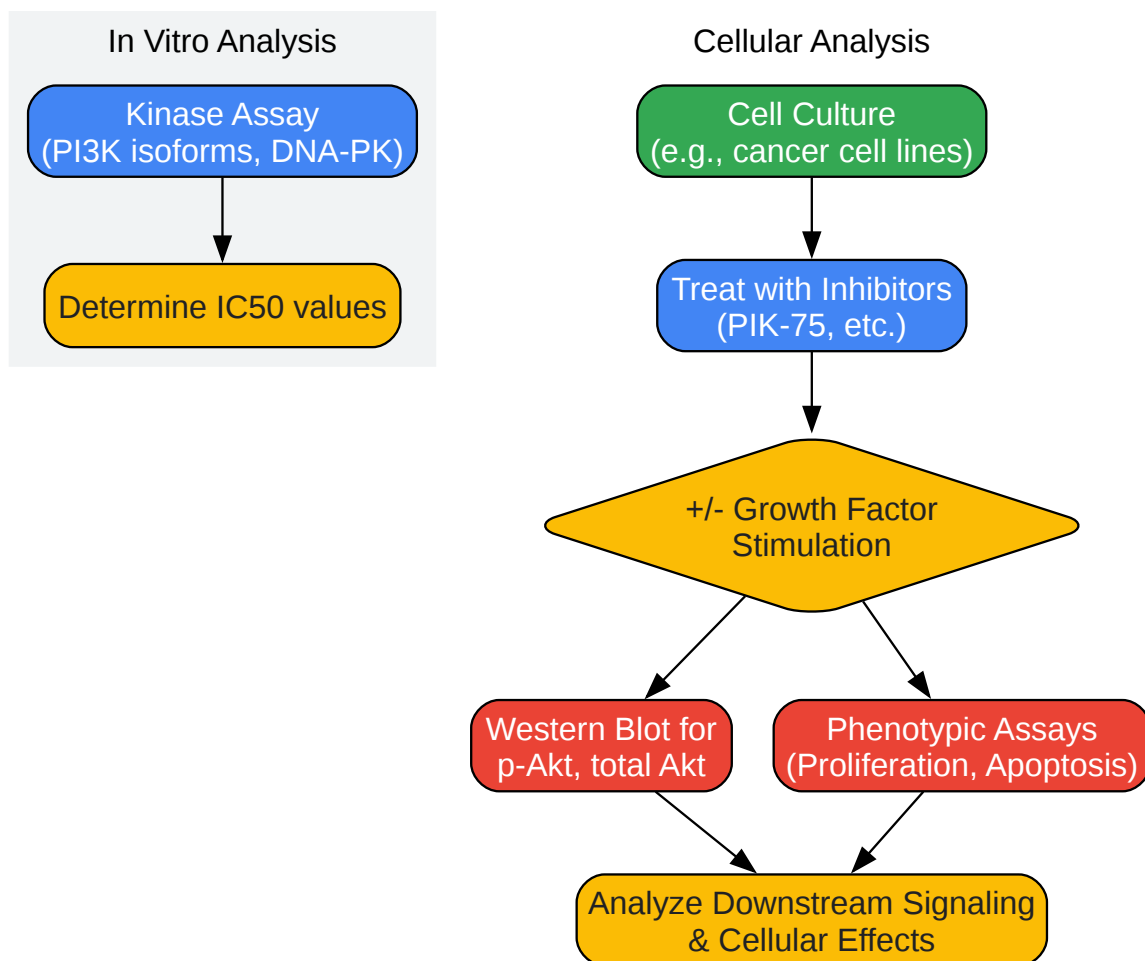 In Vitro Analysis
Kinase Assay
(PI3K isoforms, DNA-PK)
Determine IC50 values
Cellular Analysis
Cell Culture
(e.g., cancer cell lines)
Treat with Inhibitors
(PIK-75, etc.)
+/- Growth Factor
Stimulation
Western Blot for
p-Akt, total Akt
Phenotypic Assays
(Proliferation, Apoptosis)
Analyze Downstream Signaling
& Cellular Effects